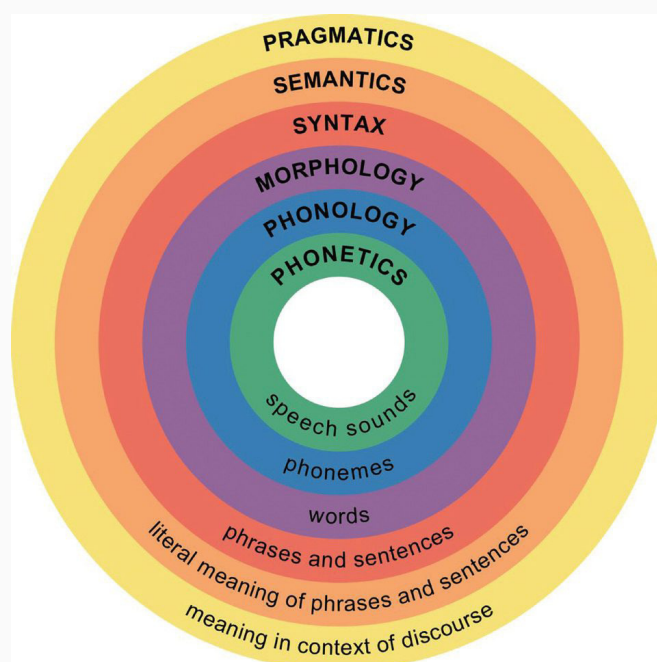 PRAGMATICS
SEMANTICS
SYNTAX
MORPHOLOGY
PHONOLOGY
PHONETICS
speech sounds
phonemes
words
phrases and sentences
literal meaning of phrases and sentences
meaning in context of discourse